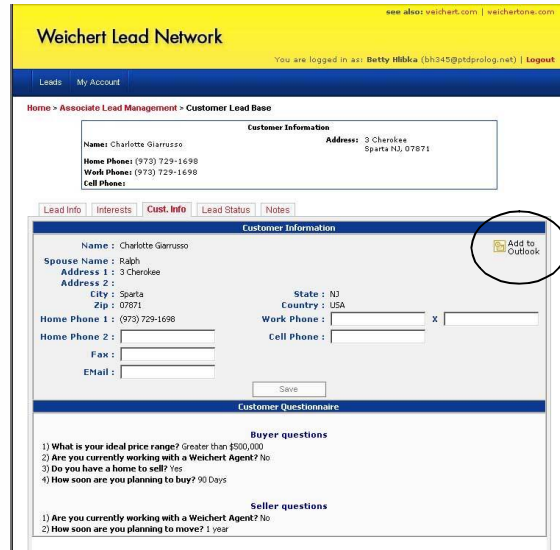 see also: weichert.com | weichertone.com
Weichert Lead Network
You are logged in as: Betty Hlibka (bh345@ptdprolog.net) | Logout
Leads My Account
Home > Associate Lead Management > Customer Lead Base
Customer Information
Name: Charlotte Giarrusso Address: 3 Cherokee
Sparta NJ, 07871
Home Phone: (973) 729-1698
Work Phone: (973) 729-1698
Cell Phone:
Lead Info Interests Cust. Info Lead Status Notes
Customer Information
Name : Charlotte Giarrusso Add to
Outlook
Spouse Name : Ralph
Address 1 : 3 Cherokee
Address 2 :
City : Sparta State : NJ
Zip : 07871 Country : USA
Home Phone 1 : (973) 729-1698 Work Phone : X
Home Phone 2 : Cell Phone :
Fax :
EMail :
Save
Customer Questionnaire
Buyer questions
1) What is your ideal price range? Greater than $500,000
2) Are you currently working with a Weichert Agent? No
3) Do you have a home to sell? Yes
4) How soon are you planning to buy? 90 Days
Seller questions
1) Are you currently working with a Weichert Agent? No
2) How soon are you planning to move? 1 year